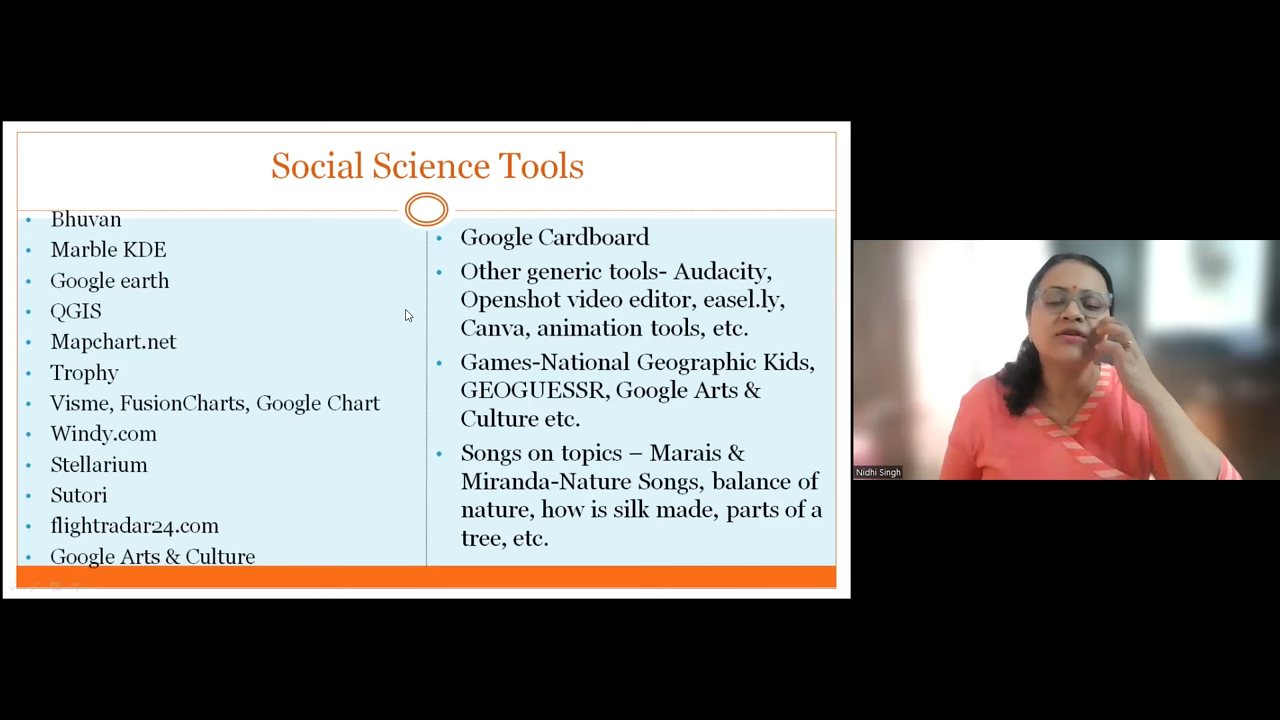 Social Science Tools
• Bhuvan
• Marble KDE
• Google earth
• QGIS
• Mapchart.net
• Trophy
• Visme, FusionCharts, Google Chart
• Windy.com
• Stellarium
• Sutori
• flightradar24.com
• Google Arts & Culture
• Google Cardboard
• Other generic tools- Audacity,
Openshot video editor, easel.ly,
Canva, animation tools, etc.
• Games-National Geographic Kids,
GEOGUESSR, Google Arts &
Culture etc.
• Songs on topics – Marais &
Miranda-Nature Songs, balance of
nature, how is silk made, parts of a
tree, etc.
Nidhi Singh